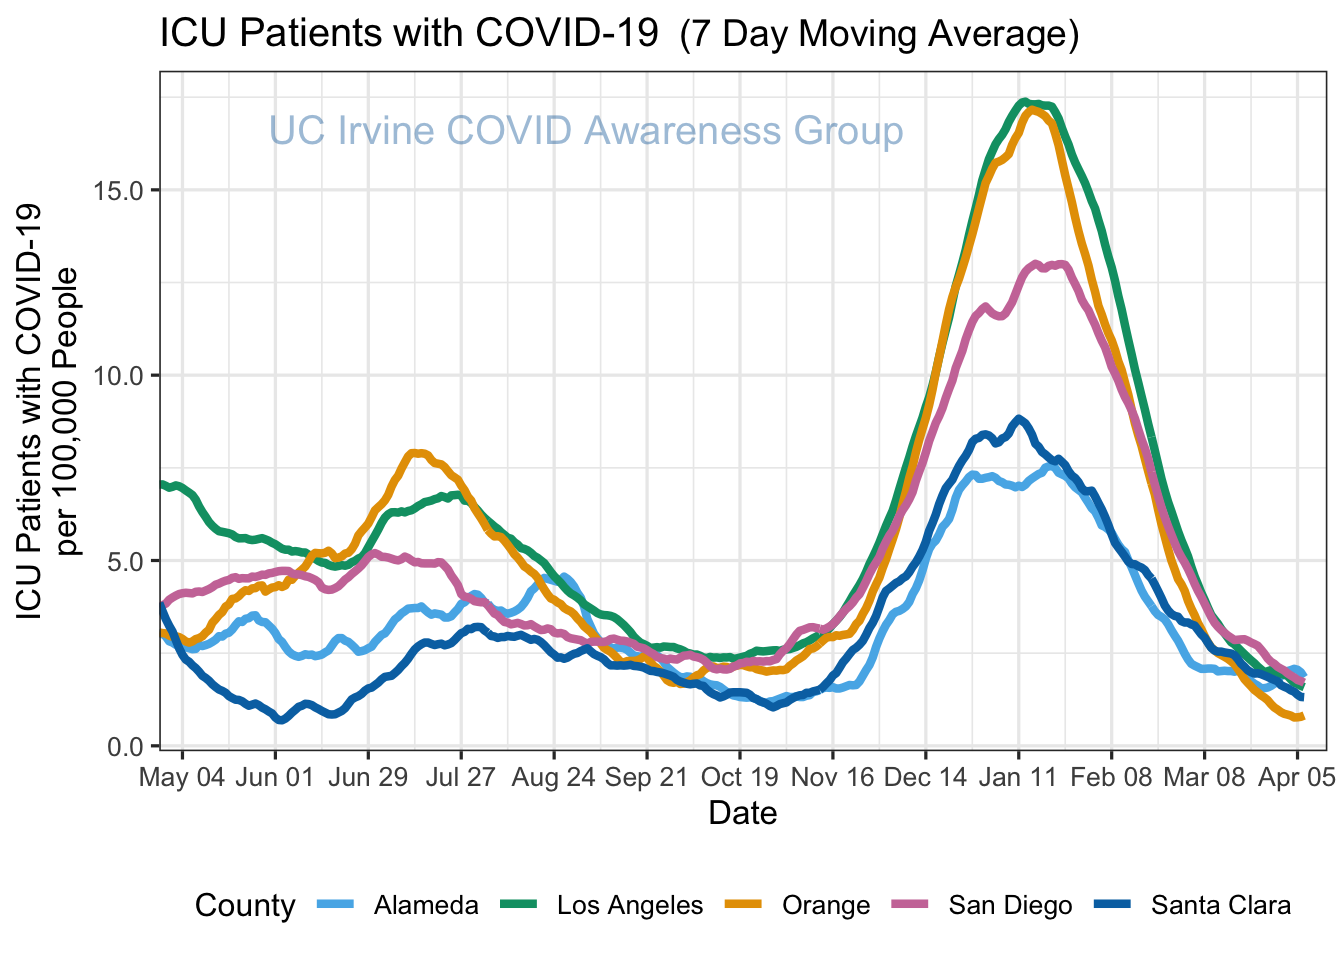 ICU Patients with COVID-19 (7 Day Moving Average)
UC Irvine COVID Awareness Group
ICU Patients with COVID-19
per 100,000 People
15.0
10.0
5.0
0.0
May 04 Jun 01 Jun 29 Jul 27 Aug 24 Sep 21 Oct 19 Nov 16 Dec 14 Jan 11 Feb 08 Mar 08 Apr 05
Date
County Alameda Los Angeles Orange San Diego Santa Clara